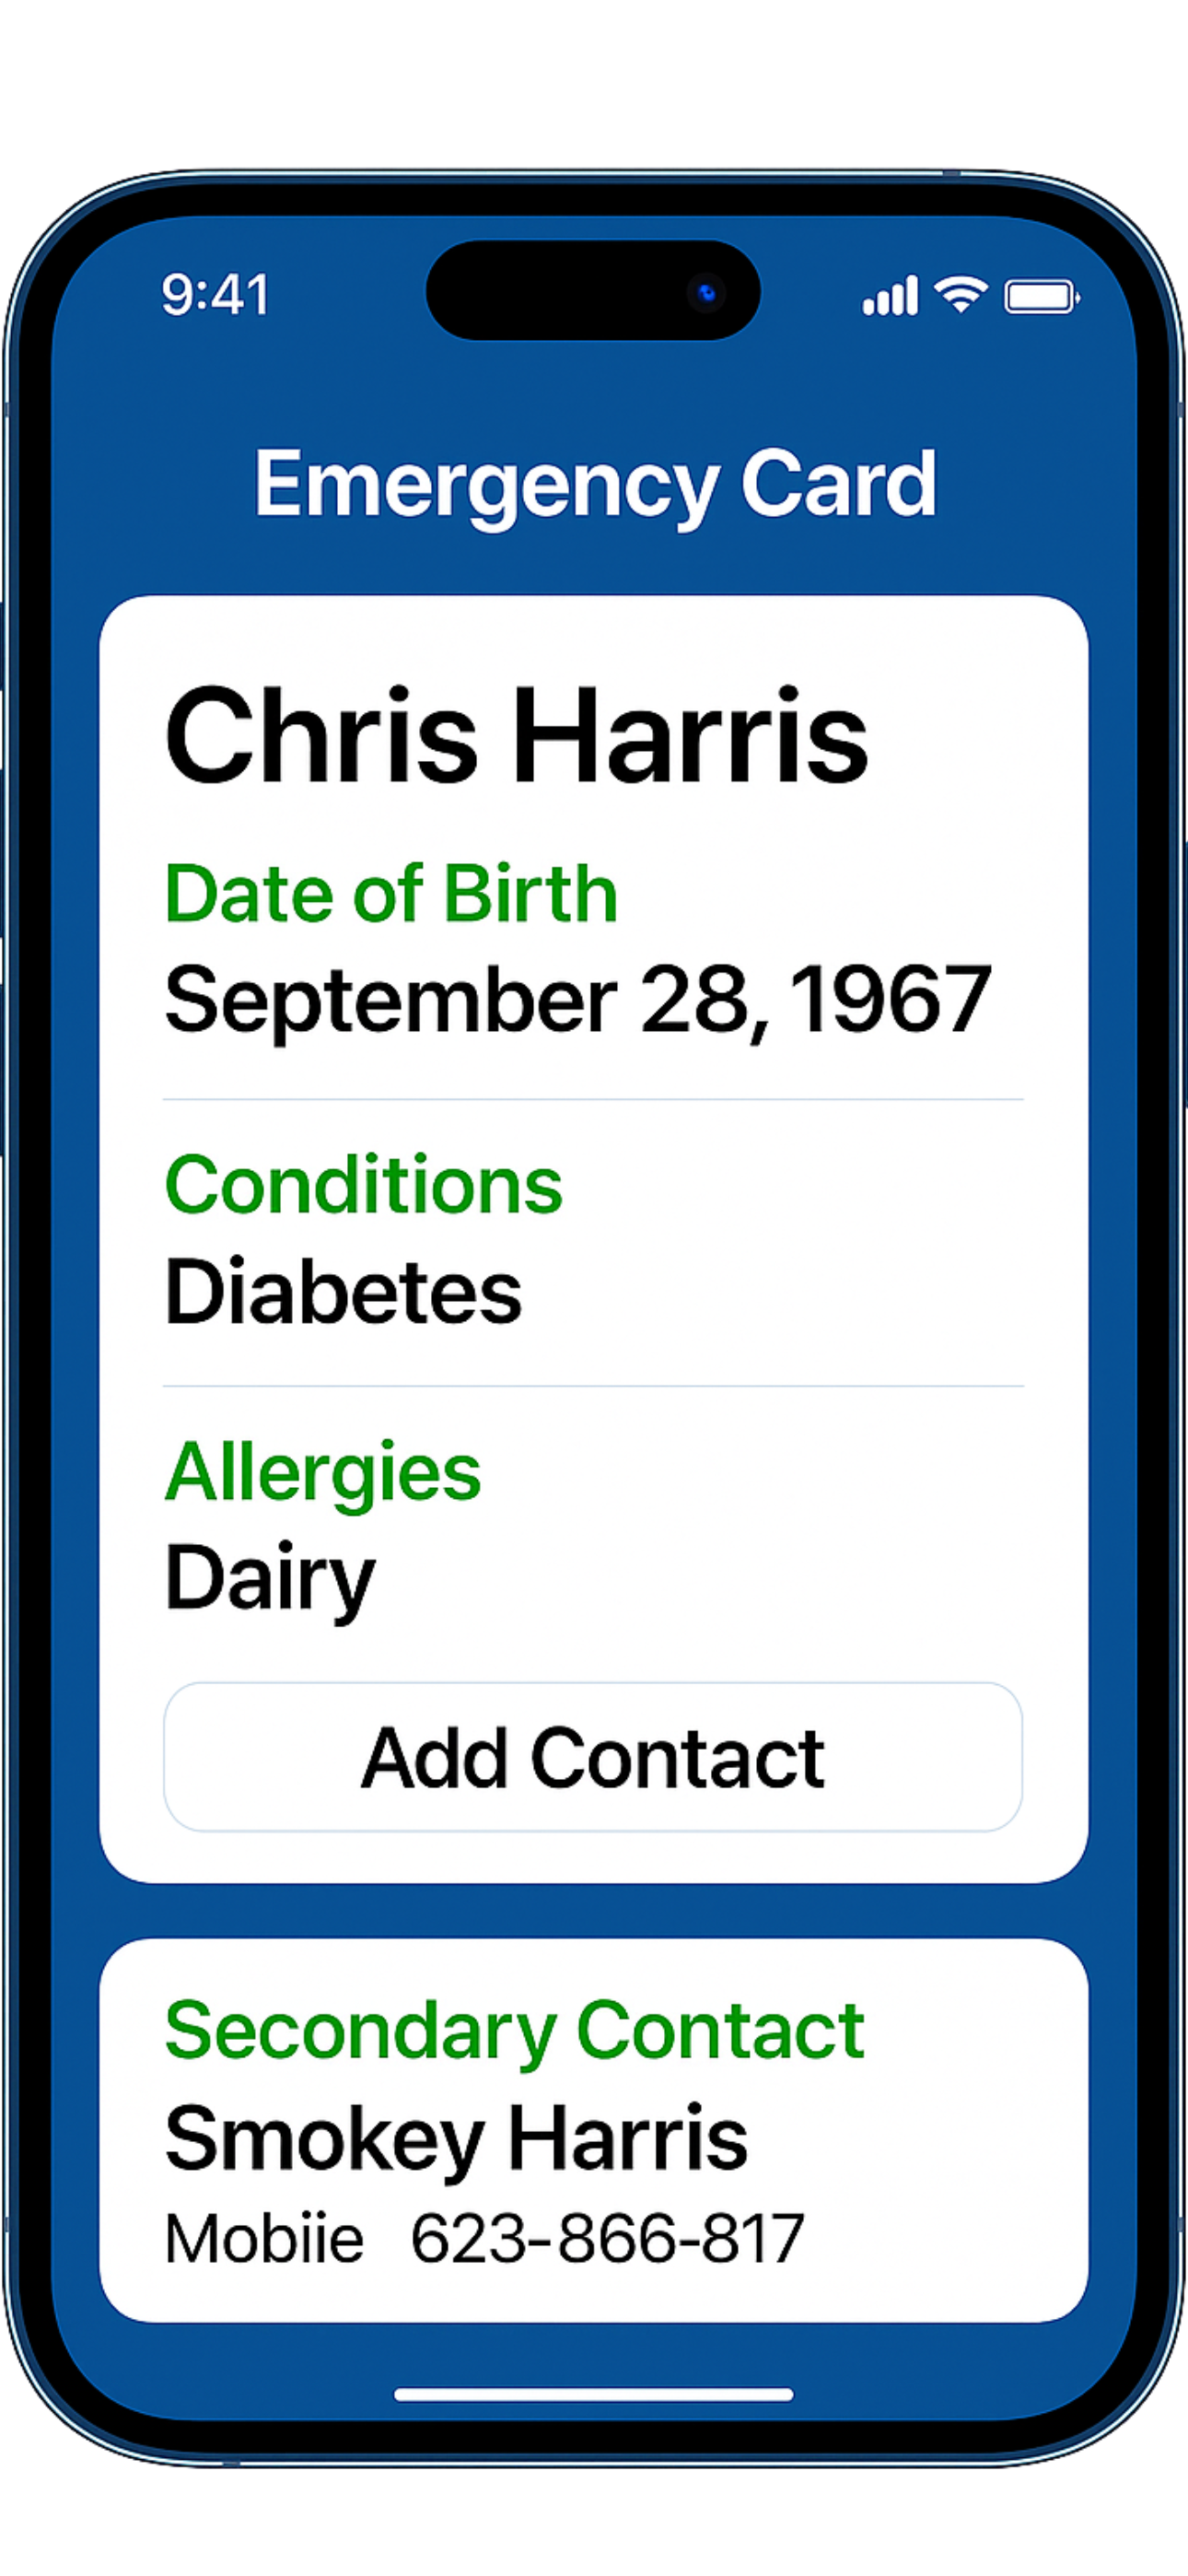 9:41
Emergency Card
Chris Harris
Date of Birth
September 28, 1967
Conditions
Diabetes
Allergies
Dairy
Add Contact
Secondary Contact
Smokey Harris
Mobiie 623-866-817